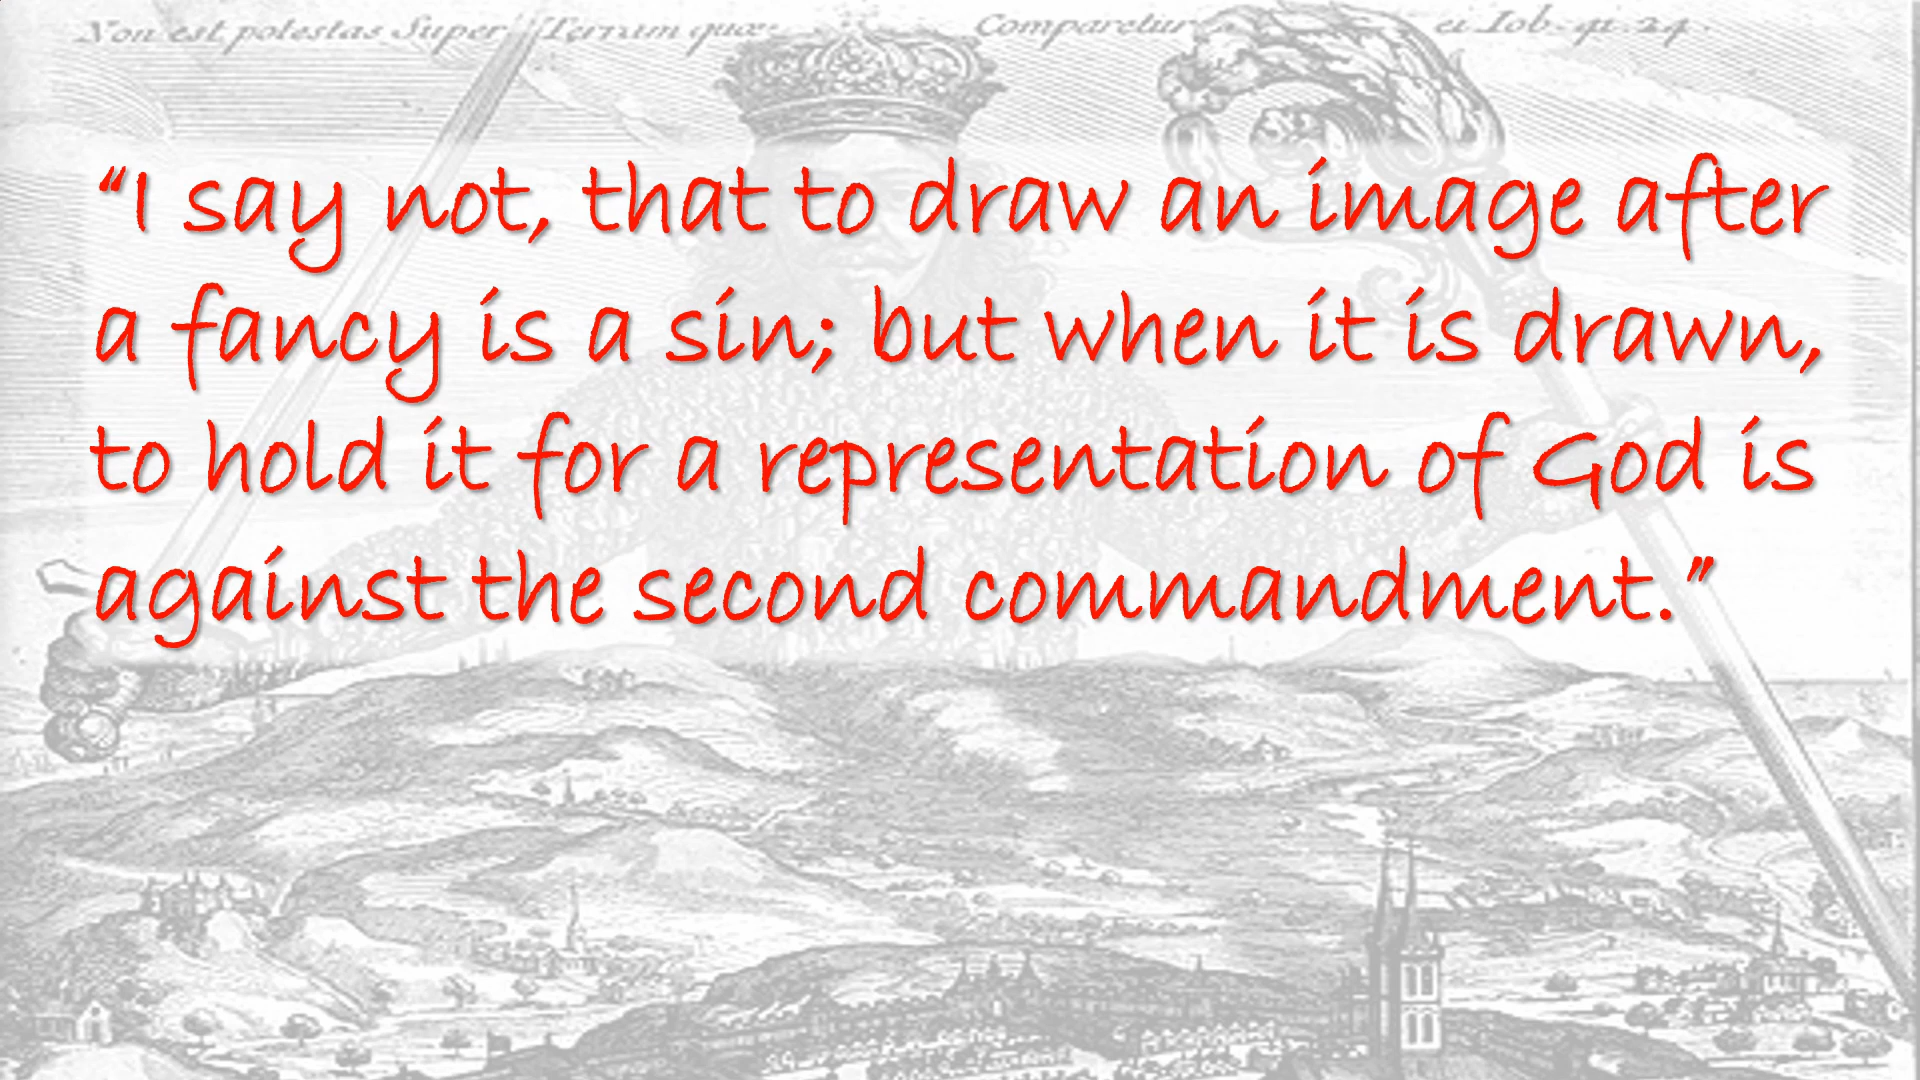 Non est potestas Super Terram quae Comparetur ei Iob. 41. 24.
“I say not, that to draw an image after
a fancy is a sin; but when it is drawn,
to hold it for a representation of God is
against the second commandment.”